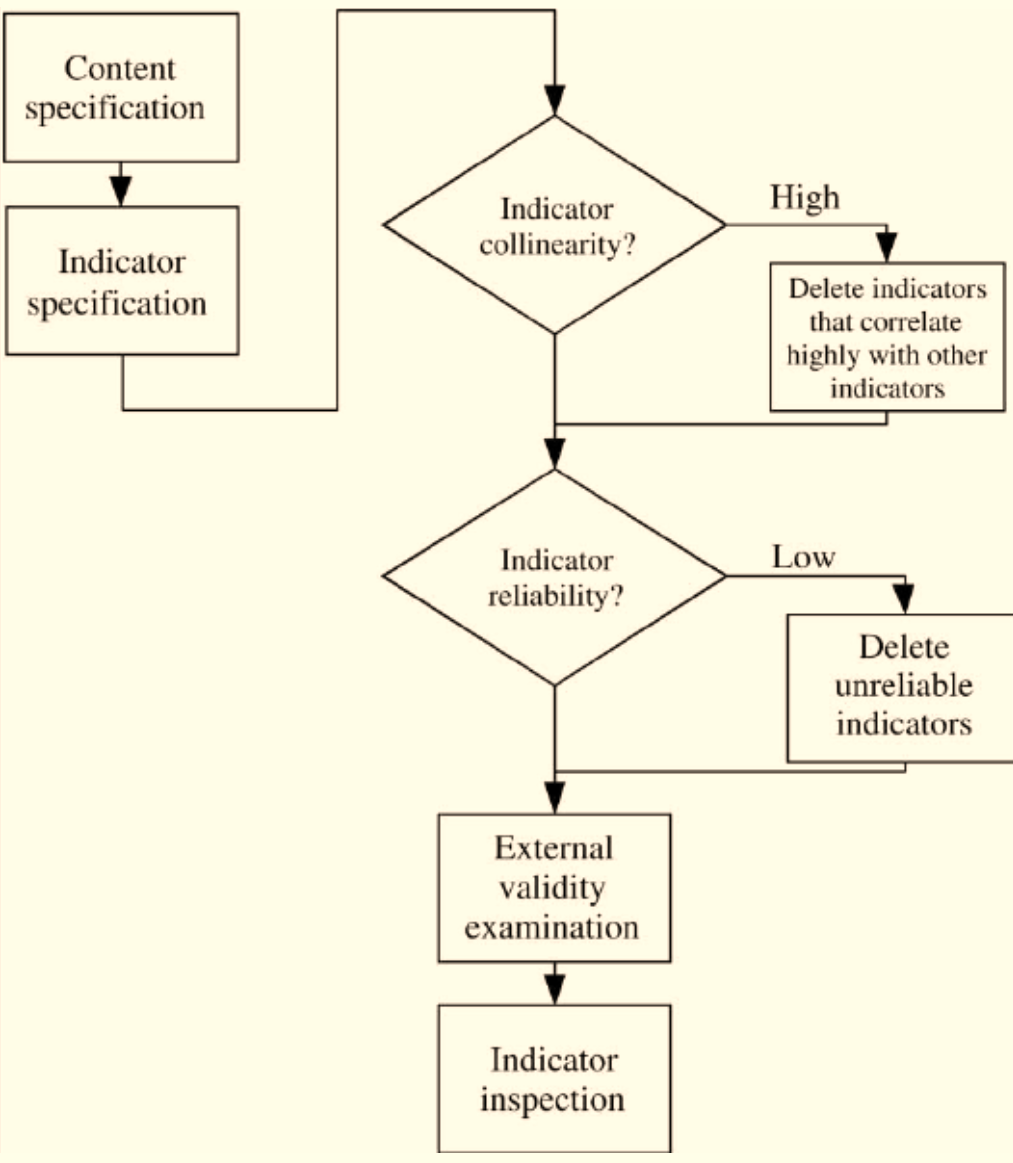 Content
specification
Indicator
specification
Indicator
collinearity?
High
Delete indicators
that correlate
highly with other
indicators
Indicator
reliability?
Low
Delete
unreliable
indicators
External
validity
examination
Indicator
inspection